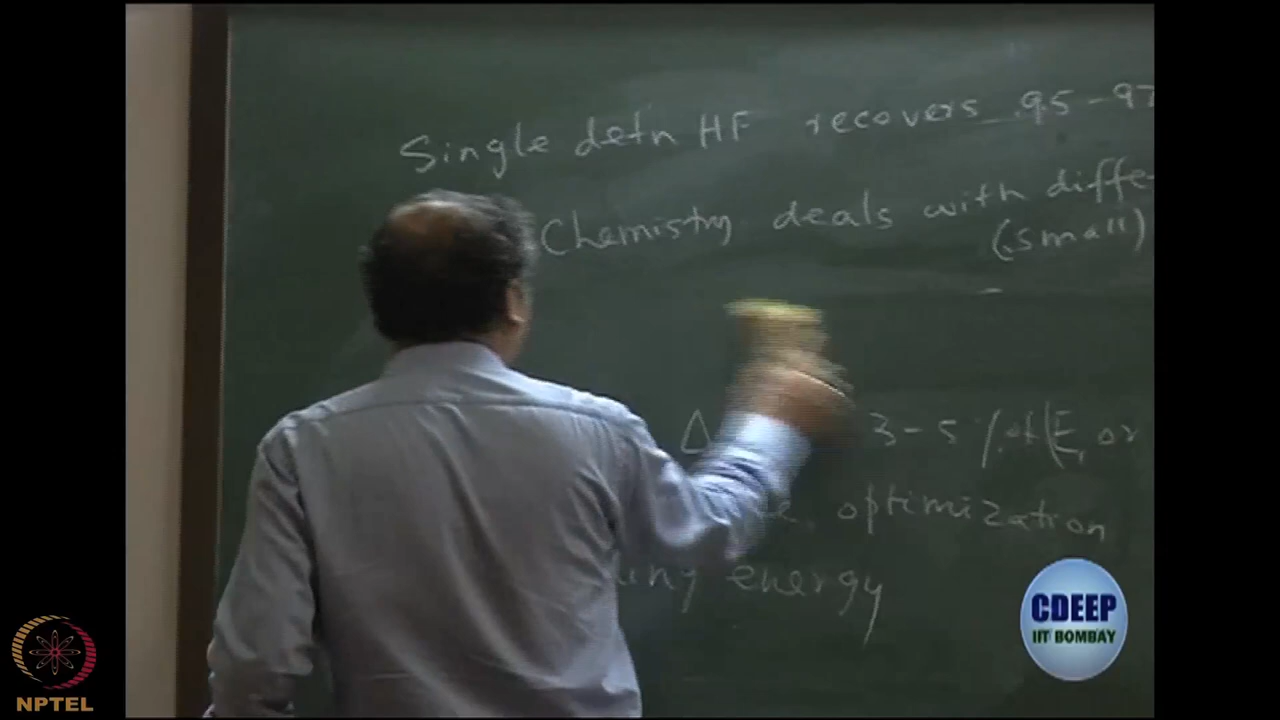 Single detn HF recovers 95-97
Chemistry deals with diffe-
(small)
Δ 3-5 % of (E, or
optimization
energy
CDEEP
IIT BOMBAY
NPTEL